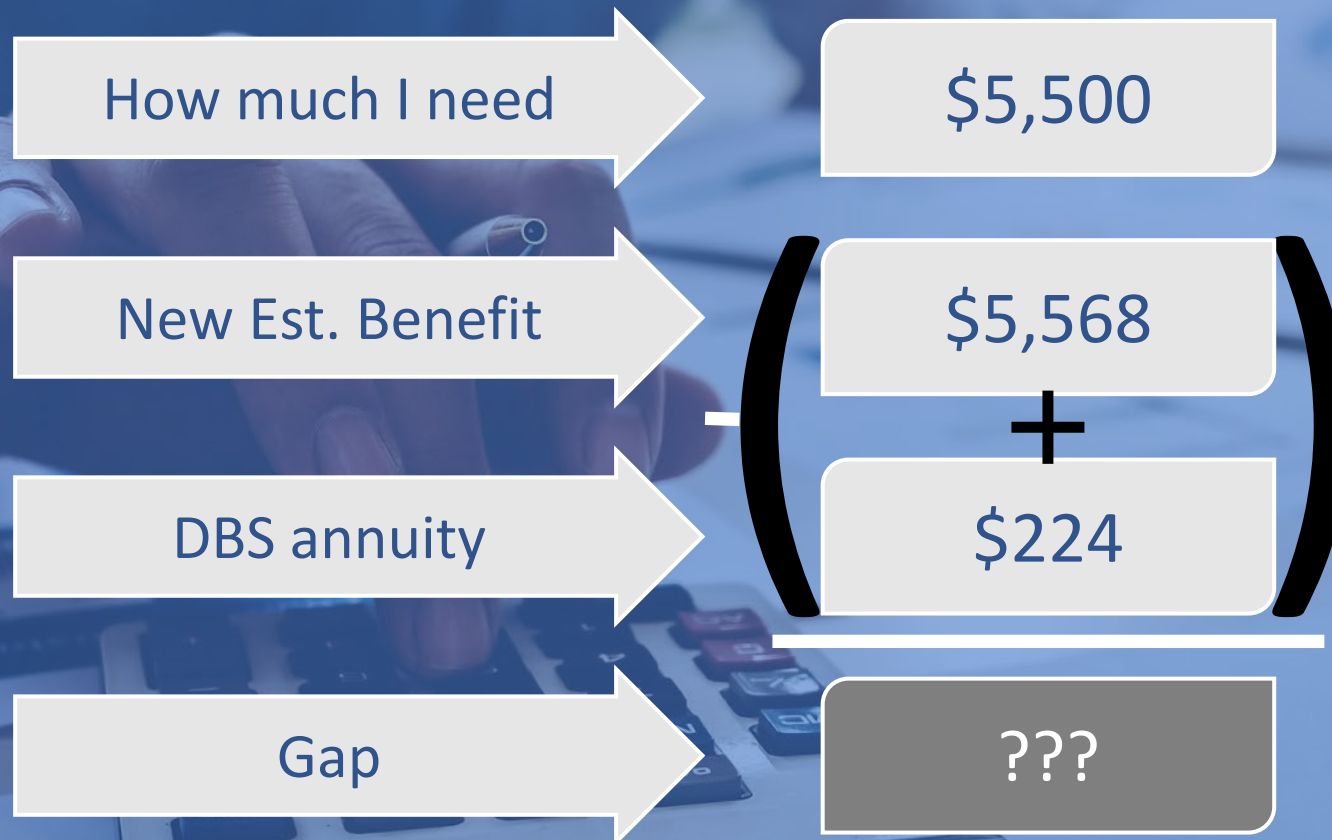 How much I need
$5,500
New Est. Benefit
$5,568
+
DBS annuity
$224
Gap
???